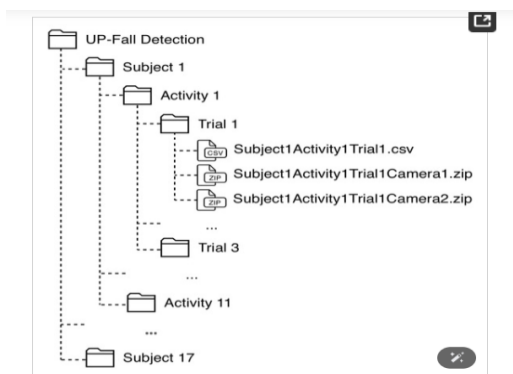 UP-Fall Detection
Subject 1
Activity 1
Trial 1
CSV Subject1Activity1Trial1.csv
ZIP Subject1Activity1Trial1Camera1.zip
ZIP Subject1Activity1Trial1Camera2.zip
...
Trial 3
...
Activity 11
...
Subject 17